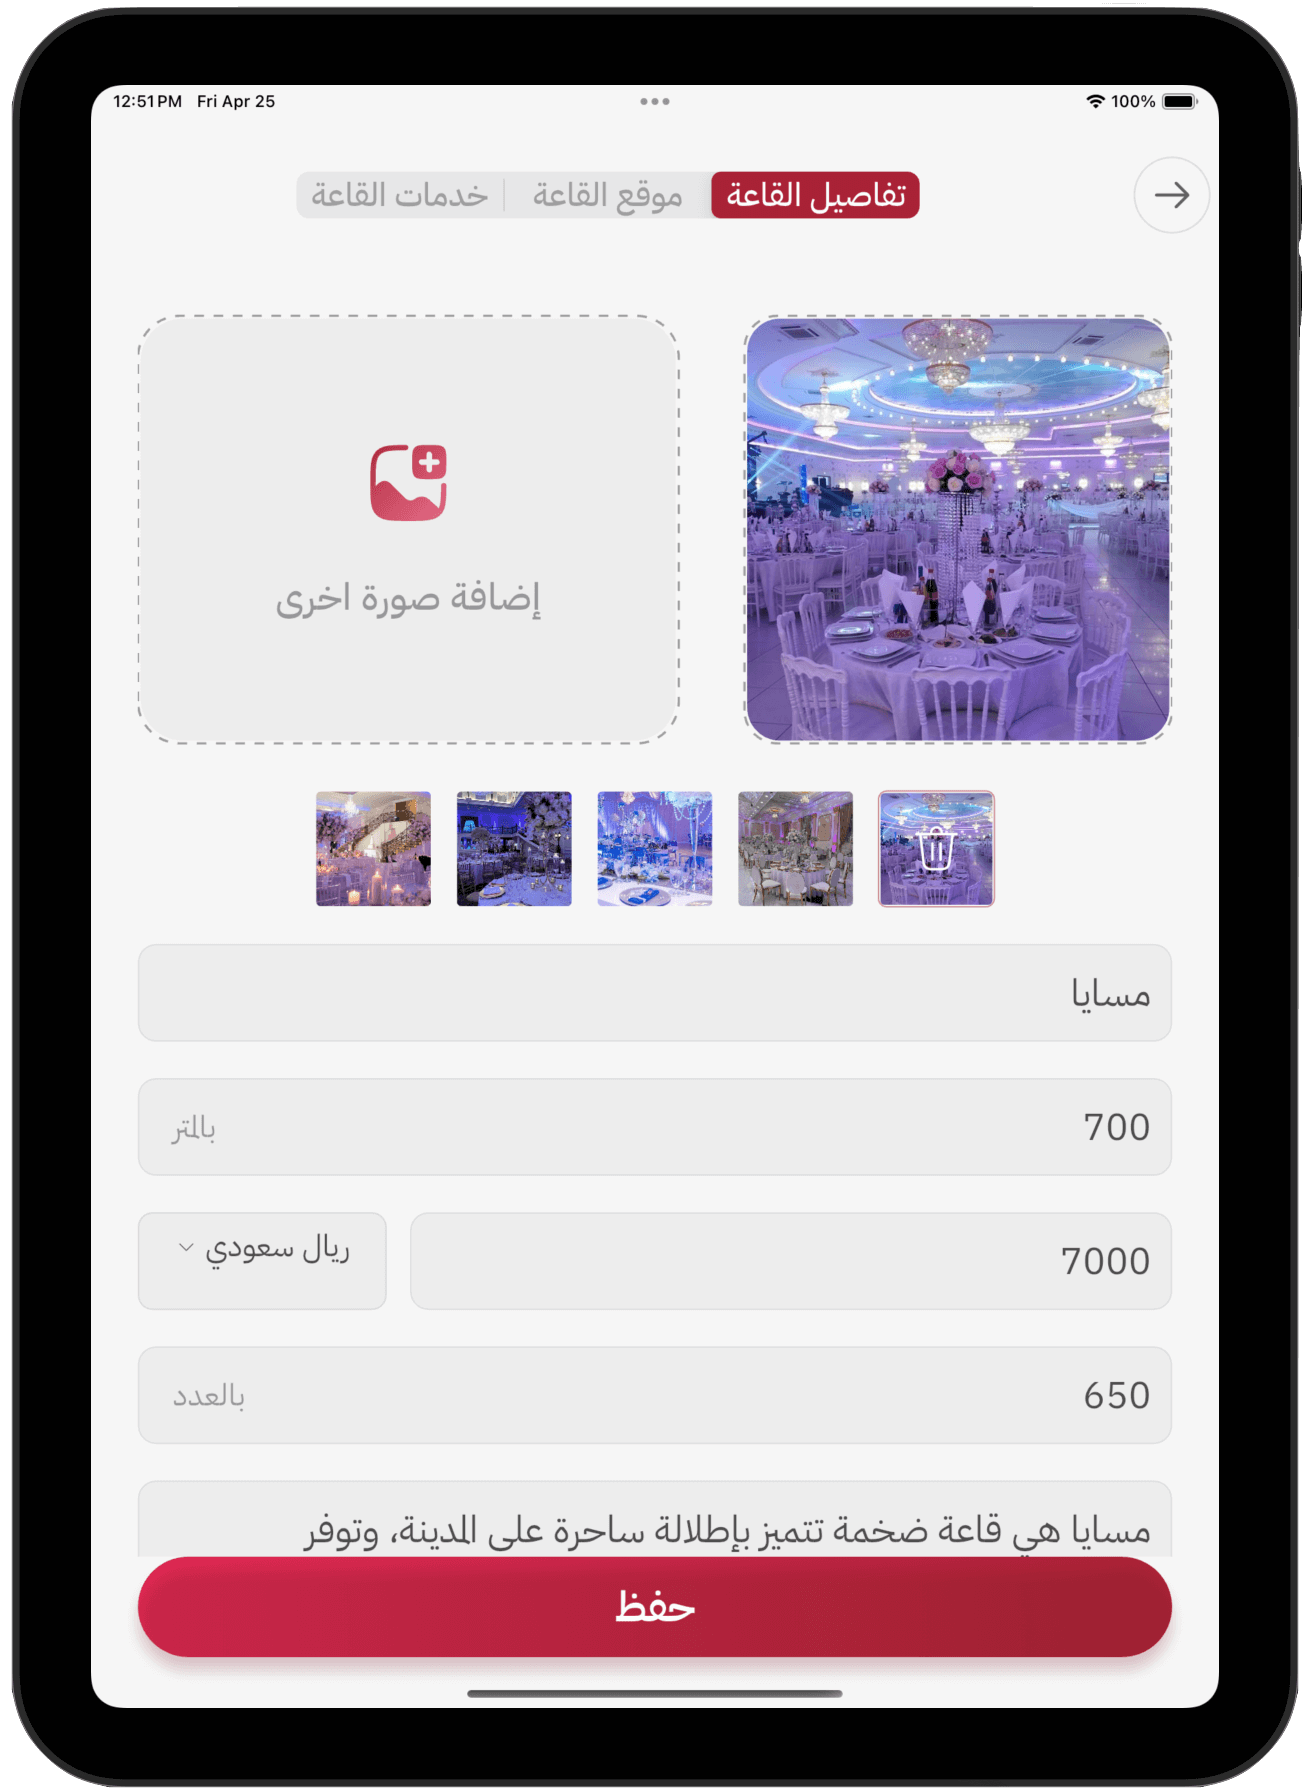 12:51 PM Fri Apr 25
100%
تفاصيل القاعة
موقع القاعة
خدمات القاعة
إضافة صورة اخرى
مسايا
700
بالمتر
7000
ريال سعودي
650
بالعدد
مسايا هي قاعة ضخمة تتميز بإطلالة ساحرة على المدينة، وتوفر
حفظ